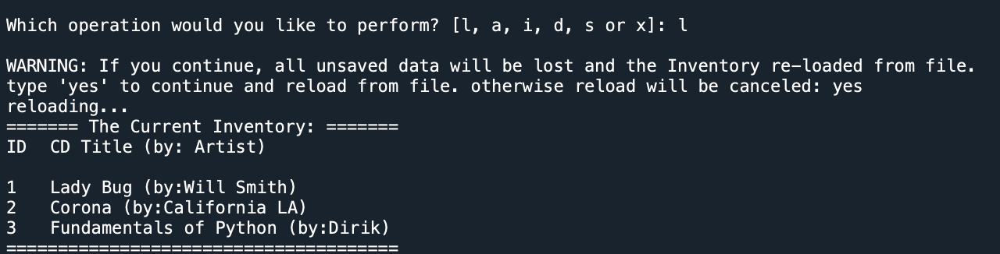 Which operation would you like to perform? [l, a, i, d, s or x]: l
WARNING: If you continue, all unsaved data will be lost and the Inventory re-loaded from file.
type 'yes' to continue and reload from file. otherwise reload will be canceled: yes
reloading...
======= The Current Inventory: =======
ID  CD Title (by: Artist)
1   Lady Bug (by:Will Smith)
2   Corona (by:California LA)
3   Fundamentals of Python (by:Dirik)
======================================